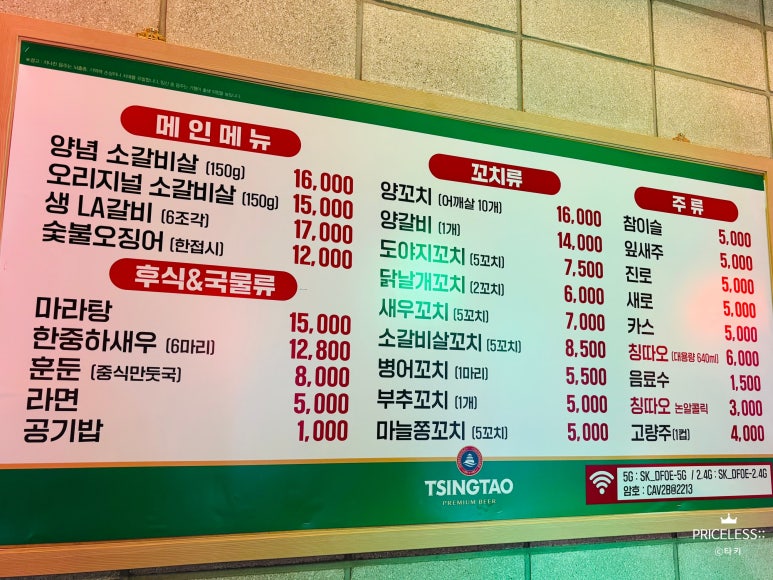 메인메뉴
양념 소갈비살 (150g) 16,000
오리지널 소갈비살 (150g) 15,000
생 LA갈비 (6조각) 17,000
숯불오징어 (한접시) 12,000
후식&국물류
마라탕 15,000
한중하새우 (6마리) 12,800
훈둔 (중식만둣국) 8,000
라면 5,000
공기밥 1,000
꼬치류
양꼬치 (어깨살 10개) 16,000
양갈비 (1개) 14,000
도야지꼬치 (5꼬치) 7,500
닭날개꼬치 (2꼬치) 6,000
새우꼬치 (5꼬치) 7,000
소갈비살꼬치 (5꼬치) 8,500
병어꼬치 (1마리) 5,500
부추꼬치 (1개) 5,000
마늘쫑꼬치 (5꼬치) 5,000
주류
참이슬 5,000
잎새주 5,000
진로 5,000
새로 5,000
카스 5,000
칭따오 (대용량 640ml) 6,000
음료수 1,500
칭따오 논알콜릭 3,000
고량주 (1컵) 4,000
TSINGTAO
PREMIUM BEER
5G : SK_DF0E-5G / 2.4G : SK_DF0E-2.4G
암호 : CAV2B@2213
PRICELESS::
ⓒ타키